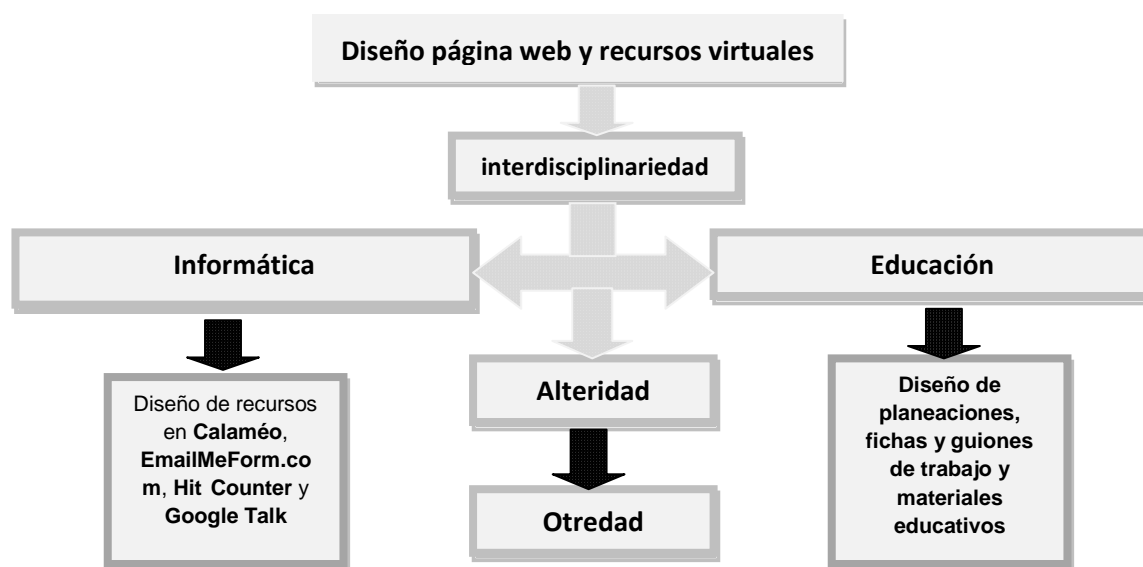 Diseño página web y recursos virtuales
interdisciplinariedad
Informática
Educación
Diseño de recursos
en Calaméo,
EmailMeForm.co
m, Hit Counter y
Google Talk
Alteridad
Otredad
Diseño de
planeaciones,
fichas y guiones
de trabajo y
materiales
educativos